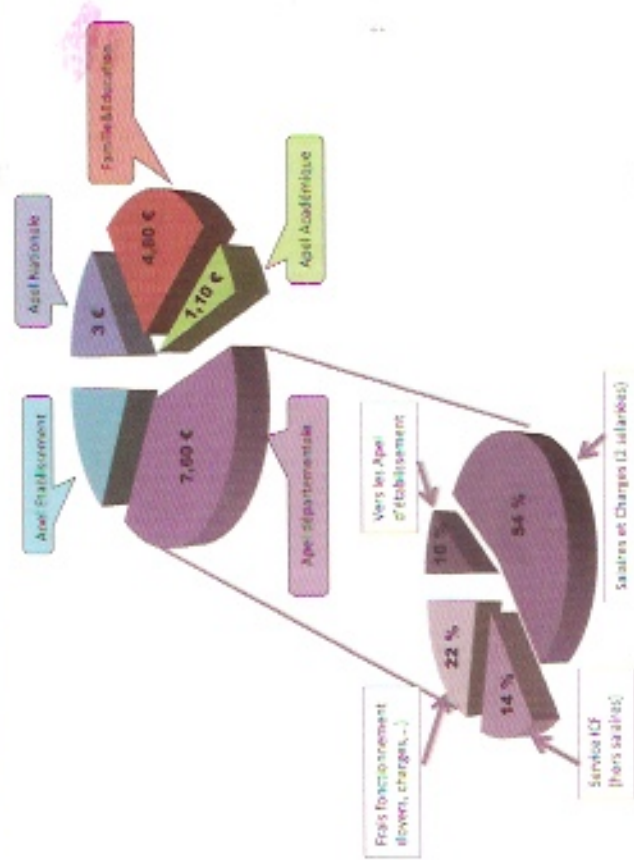 Apel Nationale
Famille&Education
Apel Etablissement
3 €
4,80 €
1,10 €
7,60 €
Apel Académique
Apel départementale
Vers les Apel
d'établissement
Frais fonctionnement
(loyers, charges,...)
22 %
10 %
14 %
54 %
Service ICF
(hors salaires)
Salaires et Charges (2 salariées)